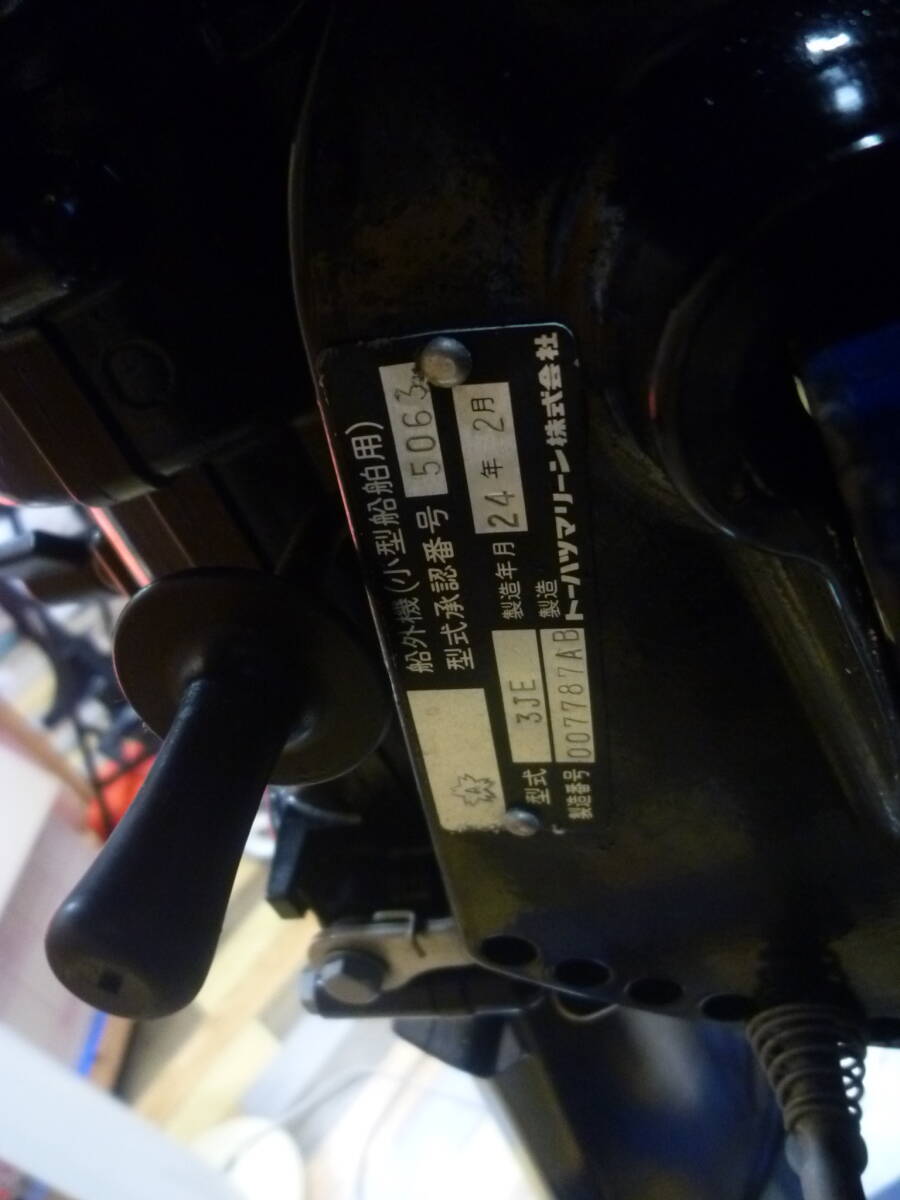 船外機(小型船舶用)
型式承認番号 5063
型式 3JE 製造年月 24年 2月
製造番号 007787AB 製造 トーハツマリーン株式会社